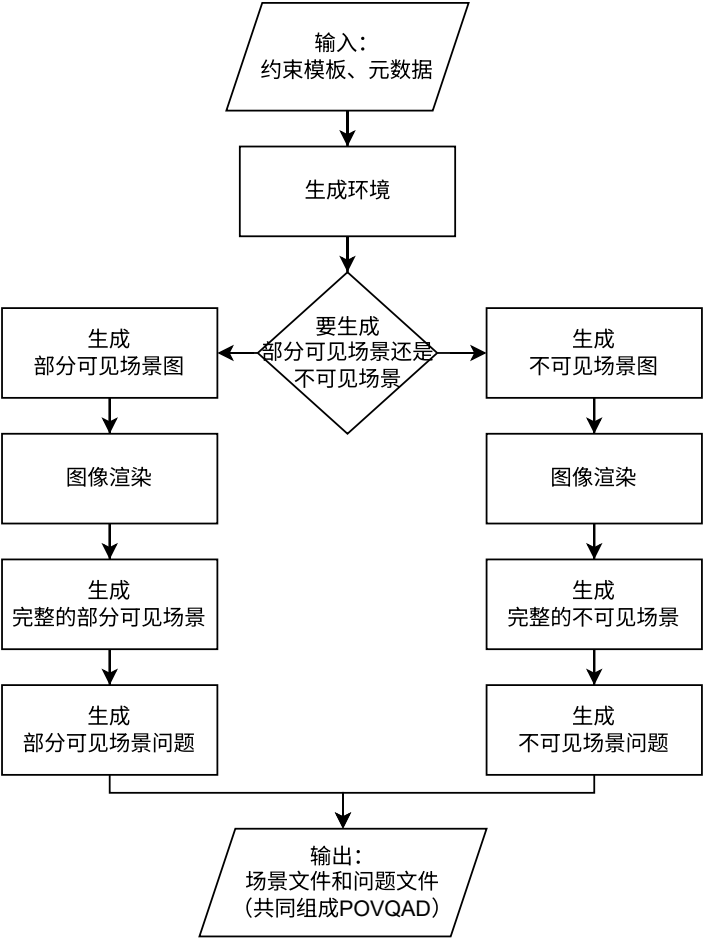 输入：
约束模板、元数据
生成环境
要生成
部分可见场景还是
不可见场景
生成
部分可见场景图
生成
不可见场景图
图像渲染
图像渲染
生成
完整的部分可见场景
生成
完整的不可见场景
生成
部分可见场景问题
生成
不可见场景问题
输出：
场景文件和问题文件
（共同组成POVQAD）